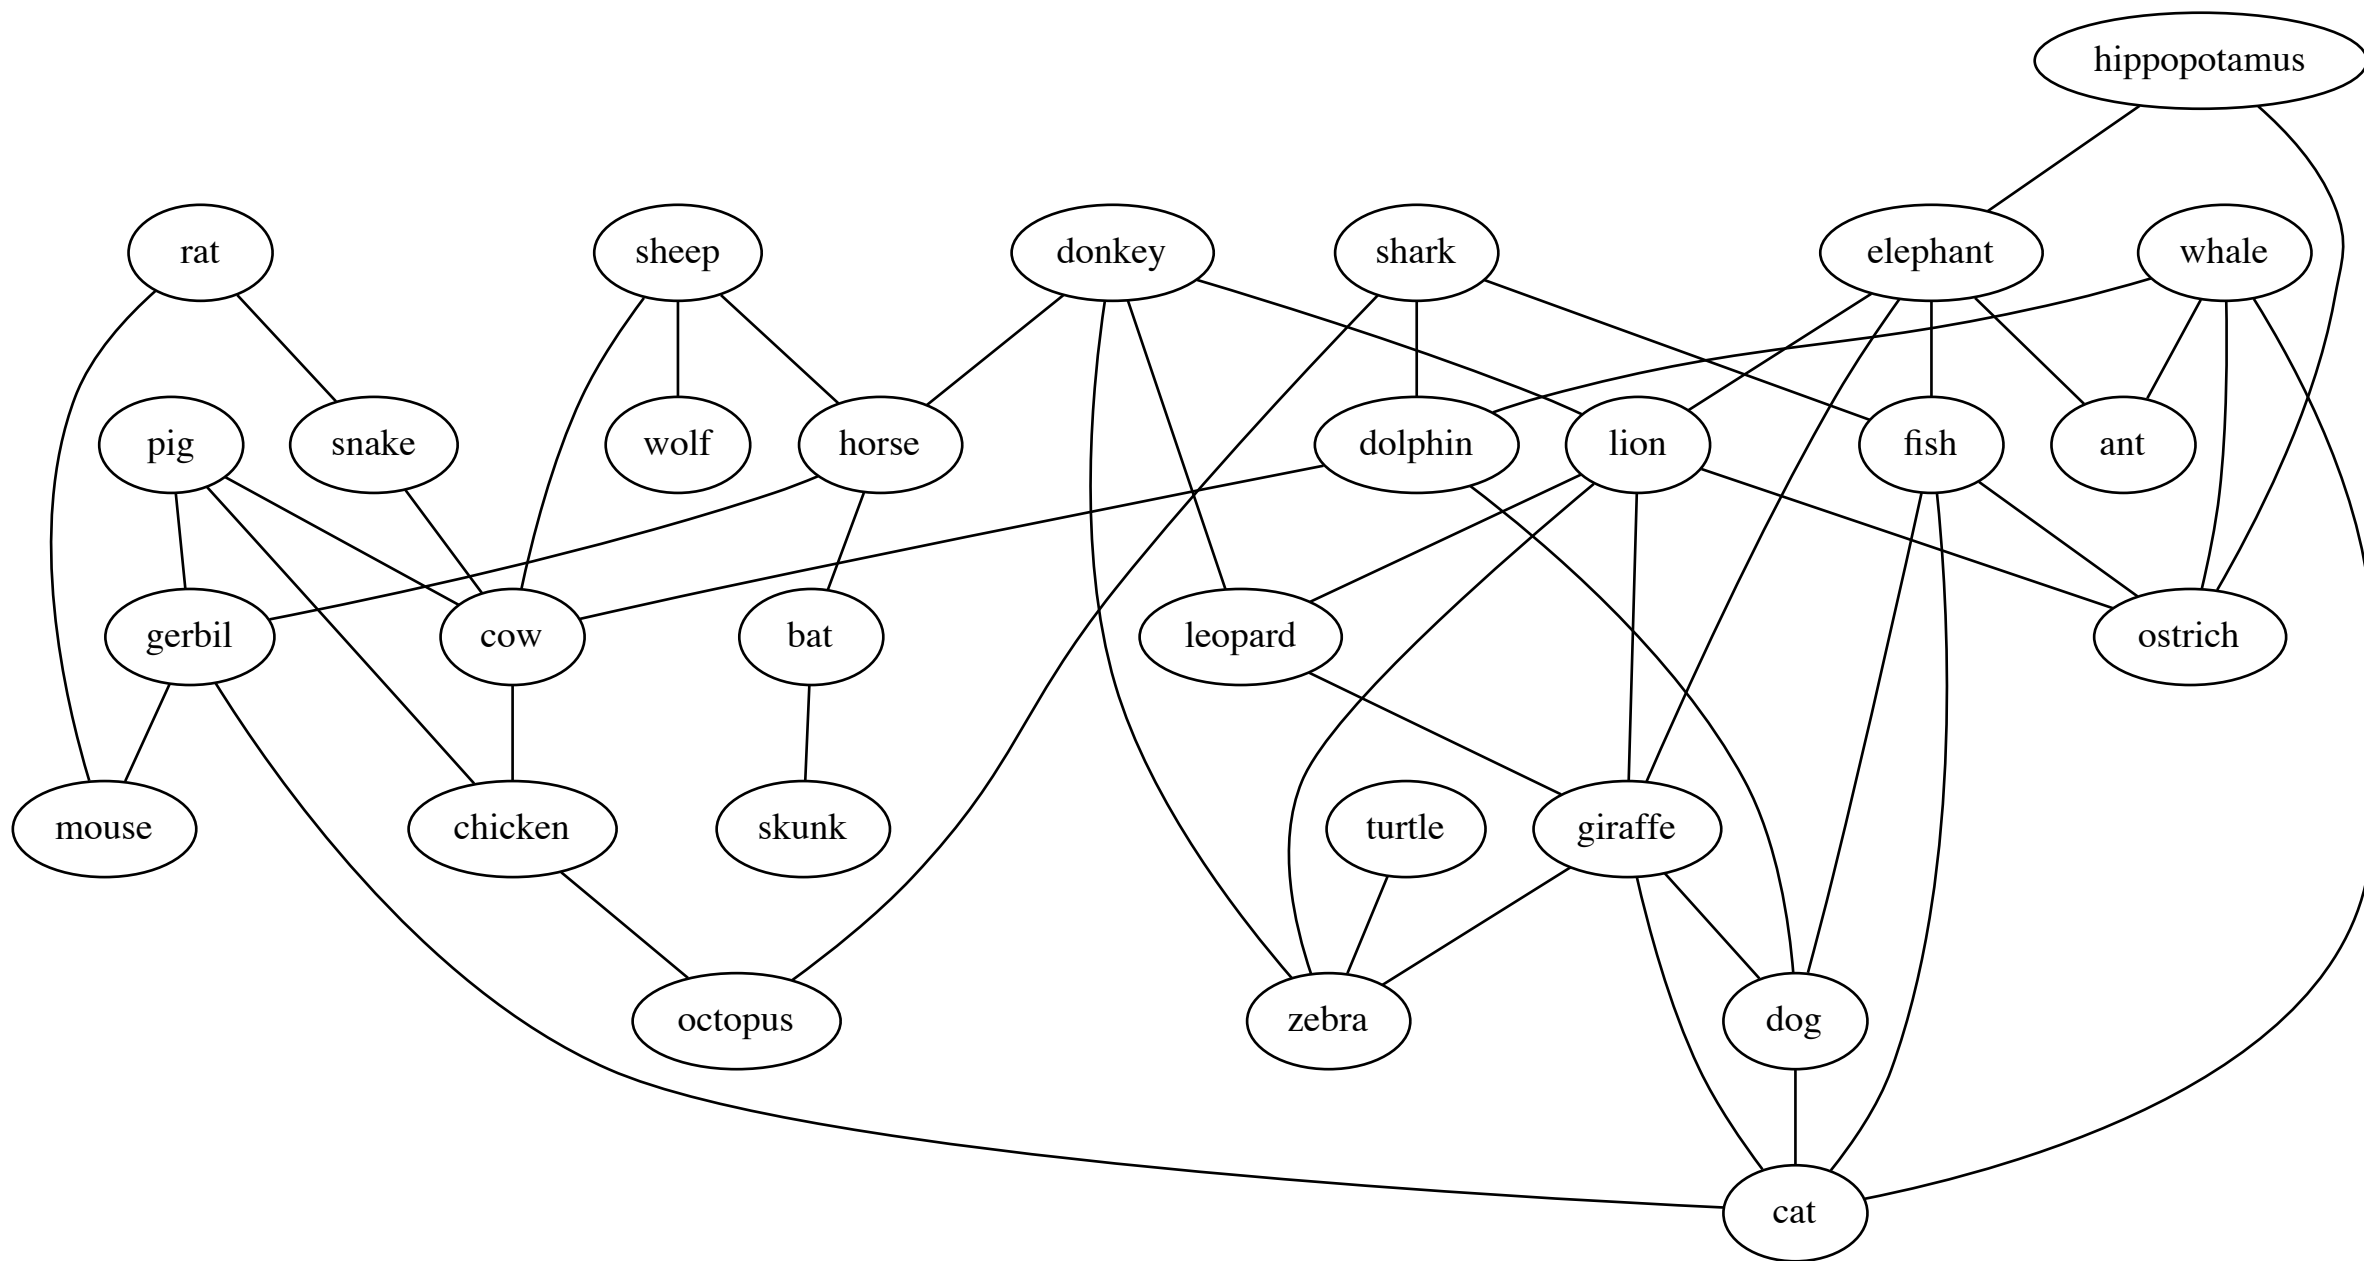 hippopotamus
rat
sheep
donkey
shark
elephant
whale
pig
snake
wolf
horse
dolphin
lion
fish
ant
gerbil
cow
bat
leopard
ostrich
mouse
chicken
skunk
turtle
giraffe
octopus
zebra
dog
cat